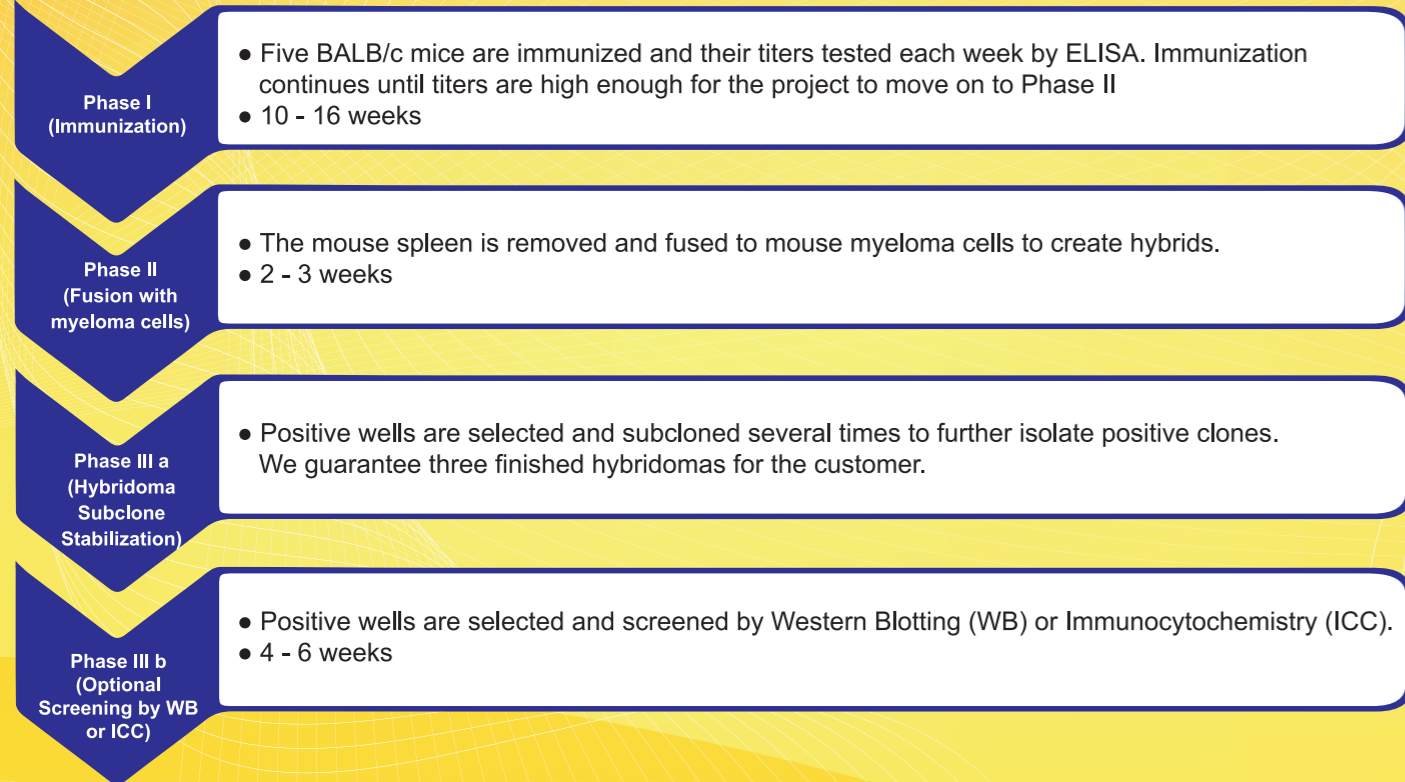 Phase I
(Immunization)
● Five BALB/c mice are immunized and their titers tested each week by ELISA. Immunization
continues until titers are high enough for the project to move on to Phase II
● 10 - 16 weeks
Phase II
(Fusion with
myeloma cells)
● The mouse spleen is removed and fused to mouse myeloma cells to create hybrids.
● 2 - 3 weeks
Phase III a
(Hybridoma
Subclone
Stabilization)
● Positive wells are selected and subcloned several times to further isolate positive clones.
We guarantee three finished hybridomas for the customer.
Phase III b
(Optional
Screening by WB
or ICC)
● Positive wells are selected and screened by Western Blotting (WB) or Immunocytochemistry (ICC).
● 4 - 6 weeks